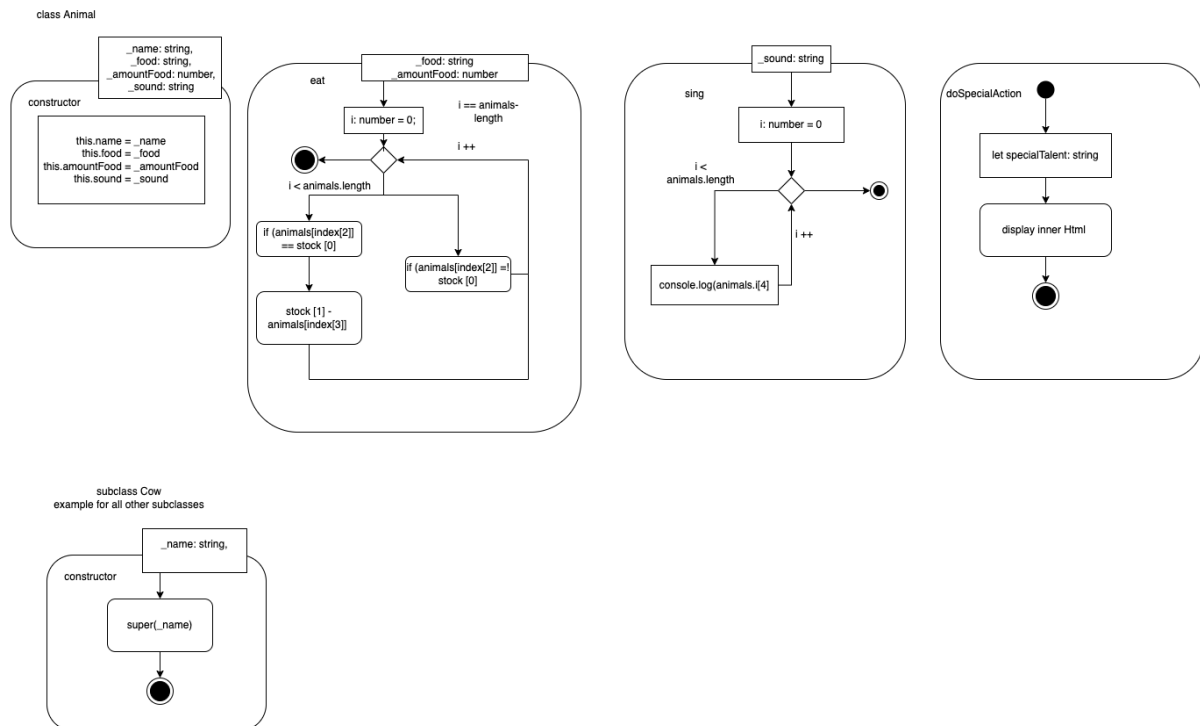 class Animal
_name: string,
_food: string,
_amountFood: number,
_sound: string
constructor
this.name = _name
this.food = _food
this.amountFood = _amountFood
this.sound = _sound
_food: string
_amountFood: number
eat
i == animals-
length
i: number = 0;
i ++
i < animals.length
if (animals[index[2]]
== stock [0]
if (animals[index[2]] =!
stock [0]
stock [1] -
animals[index[3]]
_sound: string
sing
i: number = 0
i <
animals.length
i ++
console.log(animals.i[4]
doSpecialAction
let specialTalent: string
display inner Html
subclass Cow
example for all other subclasses
_name: string,
constructor
super(_name)